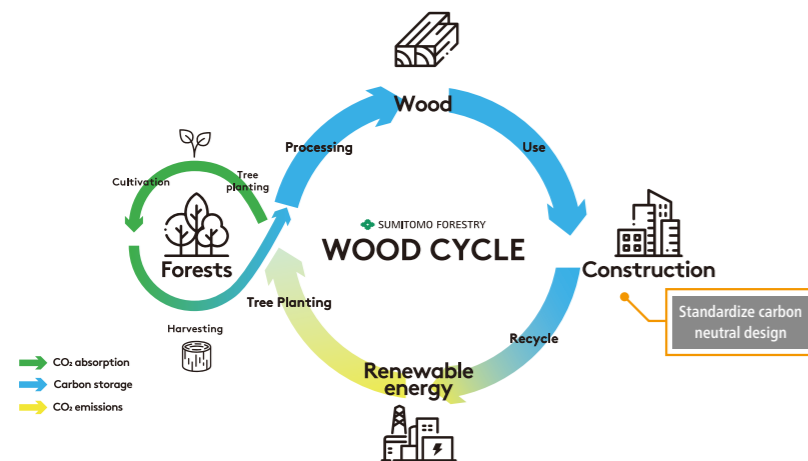 Wood
Processing
Use
Tree
planting
Cultivation
SUMITOMO FORESTRY
WOOD CYCLE
Forests
Construction
Tree Planting
Standardize carbon
neutral design
Harvesting
Recycle
CO₂ absorption
Carbon storage
CO₂ emissions
Renewable
energy